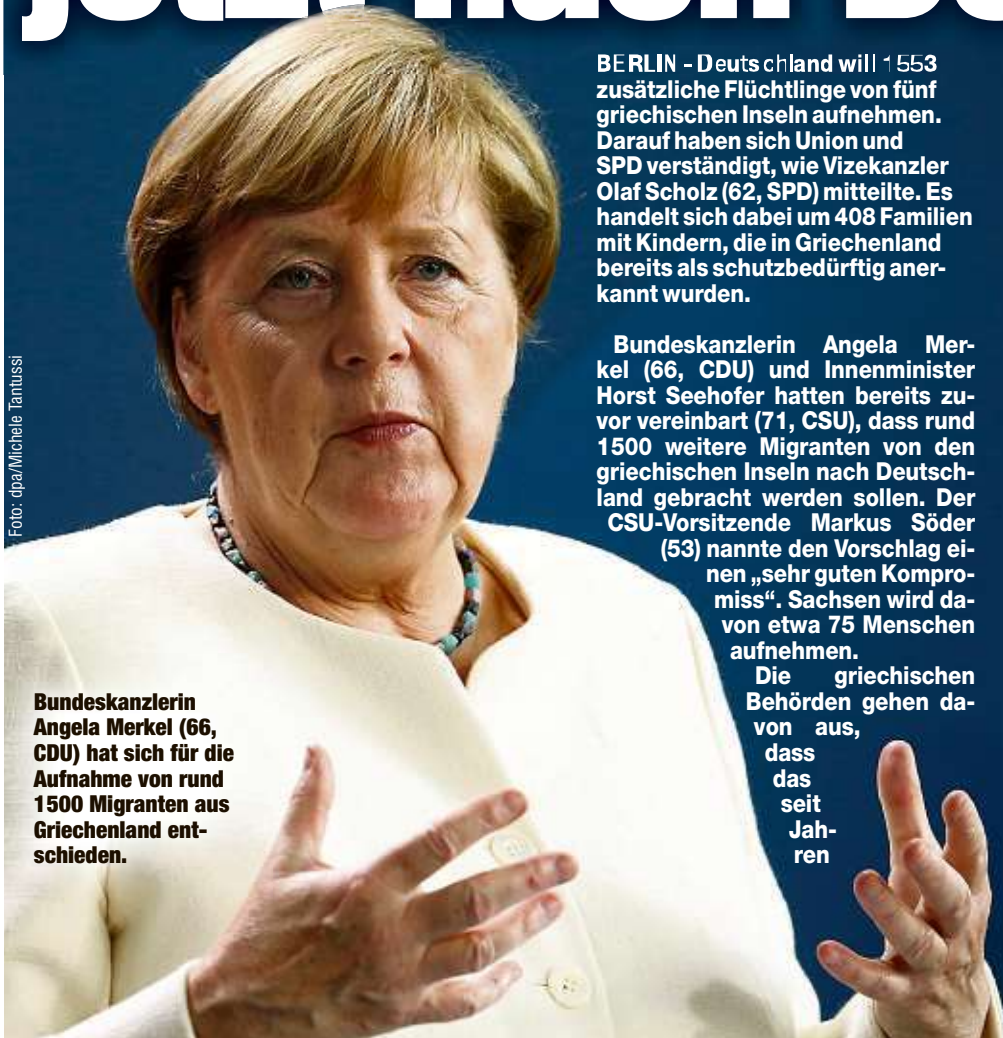 BERLIN - Deutschland will 1553
zusätzliche Flüchtlinge von fünf
griechischen Inseln aufnehmen.
Darauf haben sich Union und
SPD verständigt, wie Vizekanzler
Olaf Scholz (62, SPD) mitteilte. Es
handelt sich dabei um 408 Familien
mit Kindern, die in Griechenland
bereits als schutzbedürftig aner-
kannt wurden.
Bundeskanzlerin Angela Mer-
kel (66, CDU) und Innenminister
Horst Seehofer hatten bereits zu-
vor vereinbart (71, CSU), dass rund
1500 weitere Migranten von den
griechischen Inseln nach Deutsch-
land gebracht werden sollen. Der
CSU-Vorsitzende Markus Söder
(53) nannte den Vorschlag ei-
nen „sehr guten Kompro-
miss“. Sachsen wird da-
von etwa 75 Menschen
aufnehmen.
Die griechischen
Behörden gehen da-
von aus,
dass
das
seit
Jah-
ren
Foto: dpa/Michele Tantussi
Bundeskanzlerin
Angela Merkel (66,
CDU) hat sich für die
Aufnahme von rund
1500 Migranten aus
Griechenland ent-
schieden.